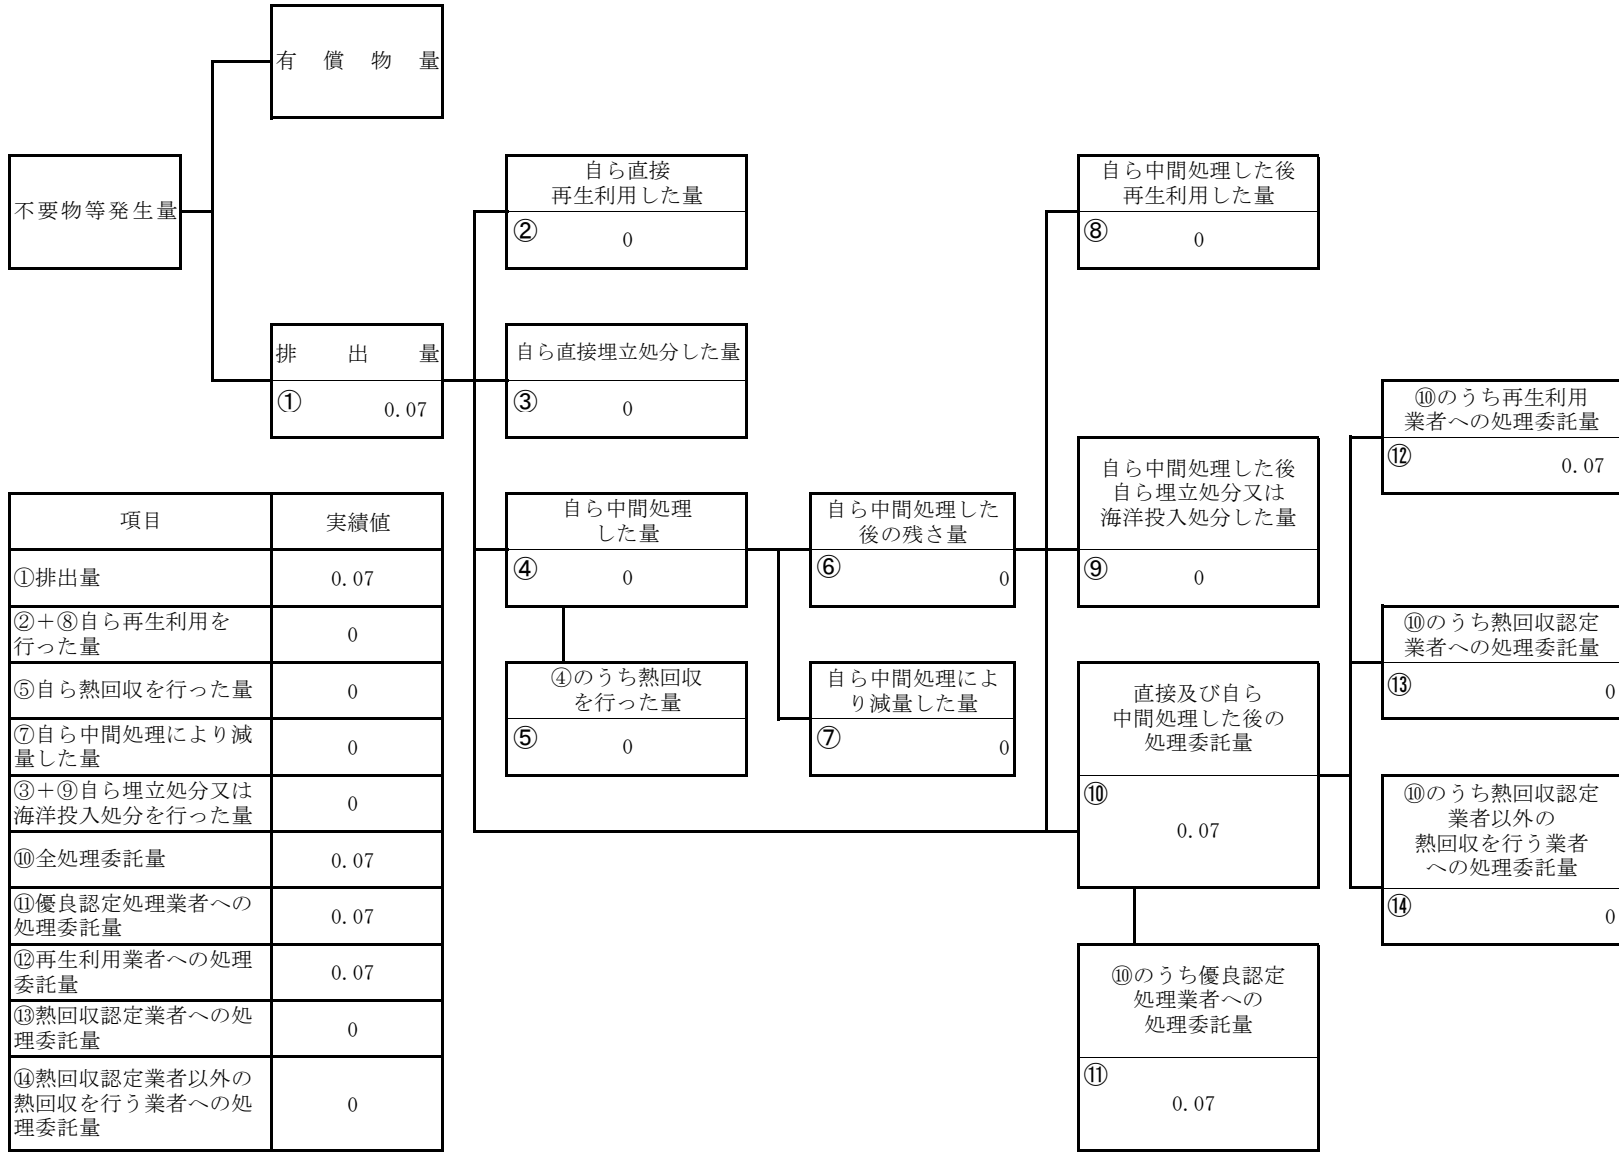 有償物量
不要物等発生量
排出量
① 0.07
自ら直接
再生利用した量
② 0
自ら直接埋立処分した量
③ 0
自ら中間処理
した量
④ 0
④のうち熱回収
を行った量
⑤ 0
自ら中間処理した
後の残さ量
⑥ 0
自ら中間処理によ
り減量した量
⑦ 0
自ら中間処理した後
再生利用した量
⑧ 0
自ら中間処理した後
自ら埋立処分又は
海洋投入処分した量
⑨ 0
直接及び自ら
中間処理した後の
処理委託量
⑩
0.07
⑩のうち優良認定
処理業者への
処理委託量
⑪
0.07
⑩のうち再生利用
業者への処理委託量
⑫ 0.07
⑩のうち熱回収認定
業者への処理委託量
⑬ 0
⑩のうち熱回収認定
業者以外の
熱回収を行う業者
への処理委託量
⑭ 0
項目 実績値
①排出量 0.07
②＋⑧自ら再生利用を
行った量 0
⑤自ら熱回収を行った量 0
⑦自ら中間処理により減
量した量 0
③＋⑨自ら埋立処分又は
海洋投入処分を行った量 0
⑩全処理委託量 0.07
⑪優良認定処理業者への
処理委託量 0.07
⑫再生利用業者への処理
委託量 0.07
⑬熱回収認定業者への処
理委託量 0
⑭熱回収認定業者以外の
熱回収を行う業者への処
理委託量 0